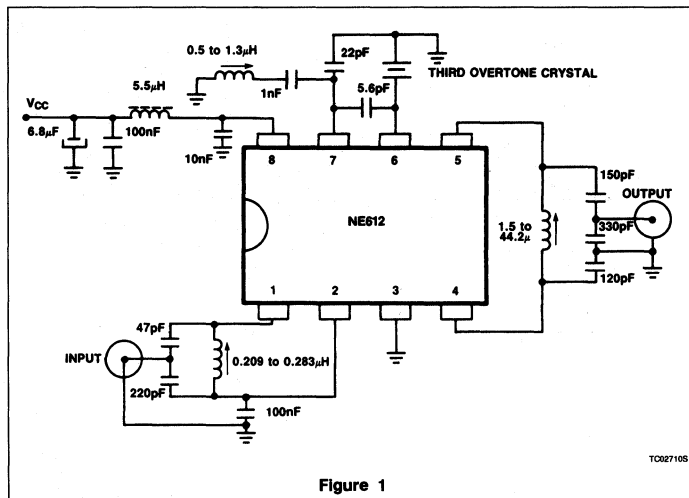 0.5 to 1.3μH
22pF
THIRD OVERTONE CRYSTAL
5.5μH
1nF
5.6pF
VCC
6.8μF
100nF
10nF
8
7
6
5
150pF
OUTPUT
NE612
1.5 to
44.2μ
330pF
120pF
1
2
3
4
47pF
INPUT
0.209 to 0.283μH
220pF
100nF
TC02710S
Figure 1